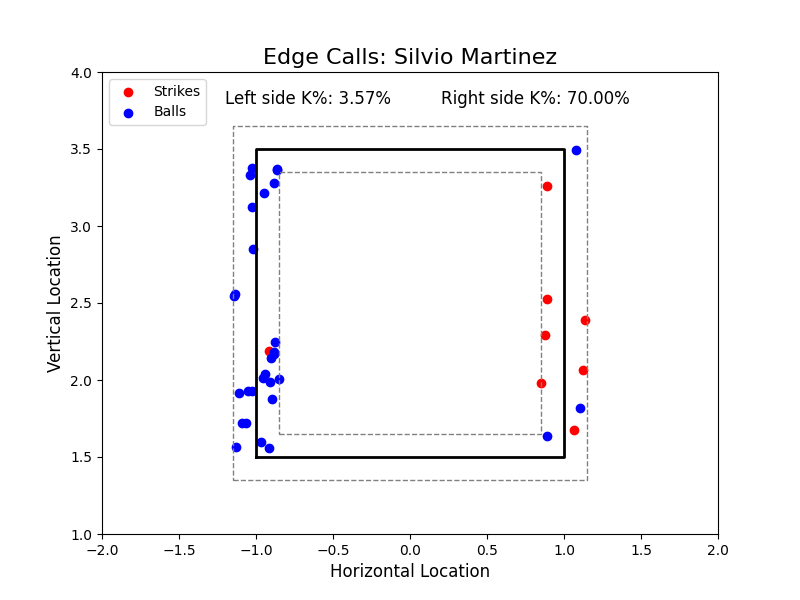 Edge Calls: Silvio Martinez
Strikes
Balls
Left side K%: 3.57%
Right side K%: 70.00%
Vertical Location
4.0
3.5
3.0
2.5
2.0
1.5
1.0
−2.0
−1.5
−1.0
−0.5
0.0
0.5
1.0
1.5
2.0
Horizontal Location